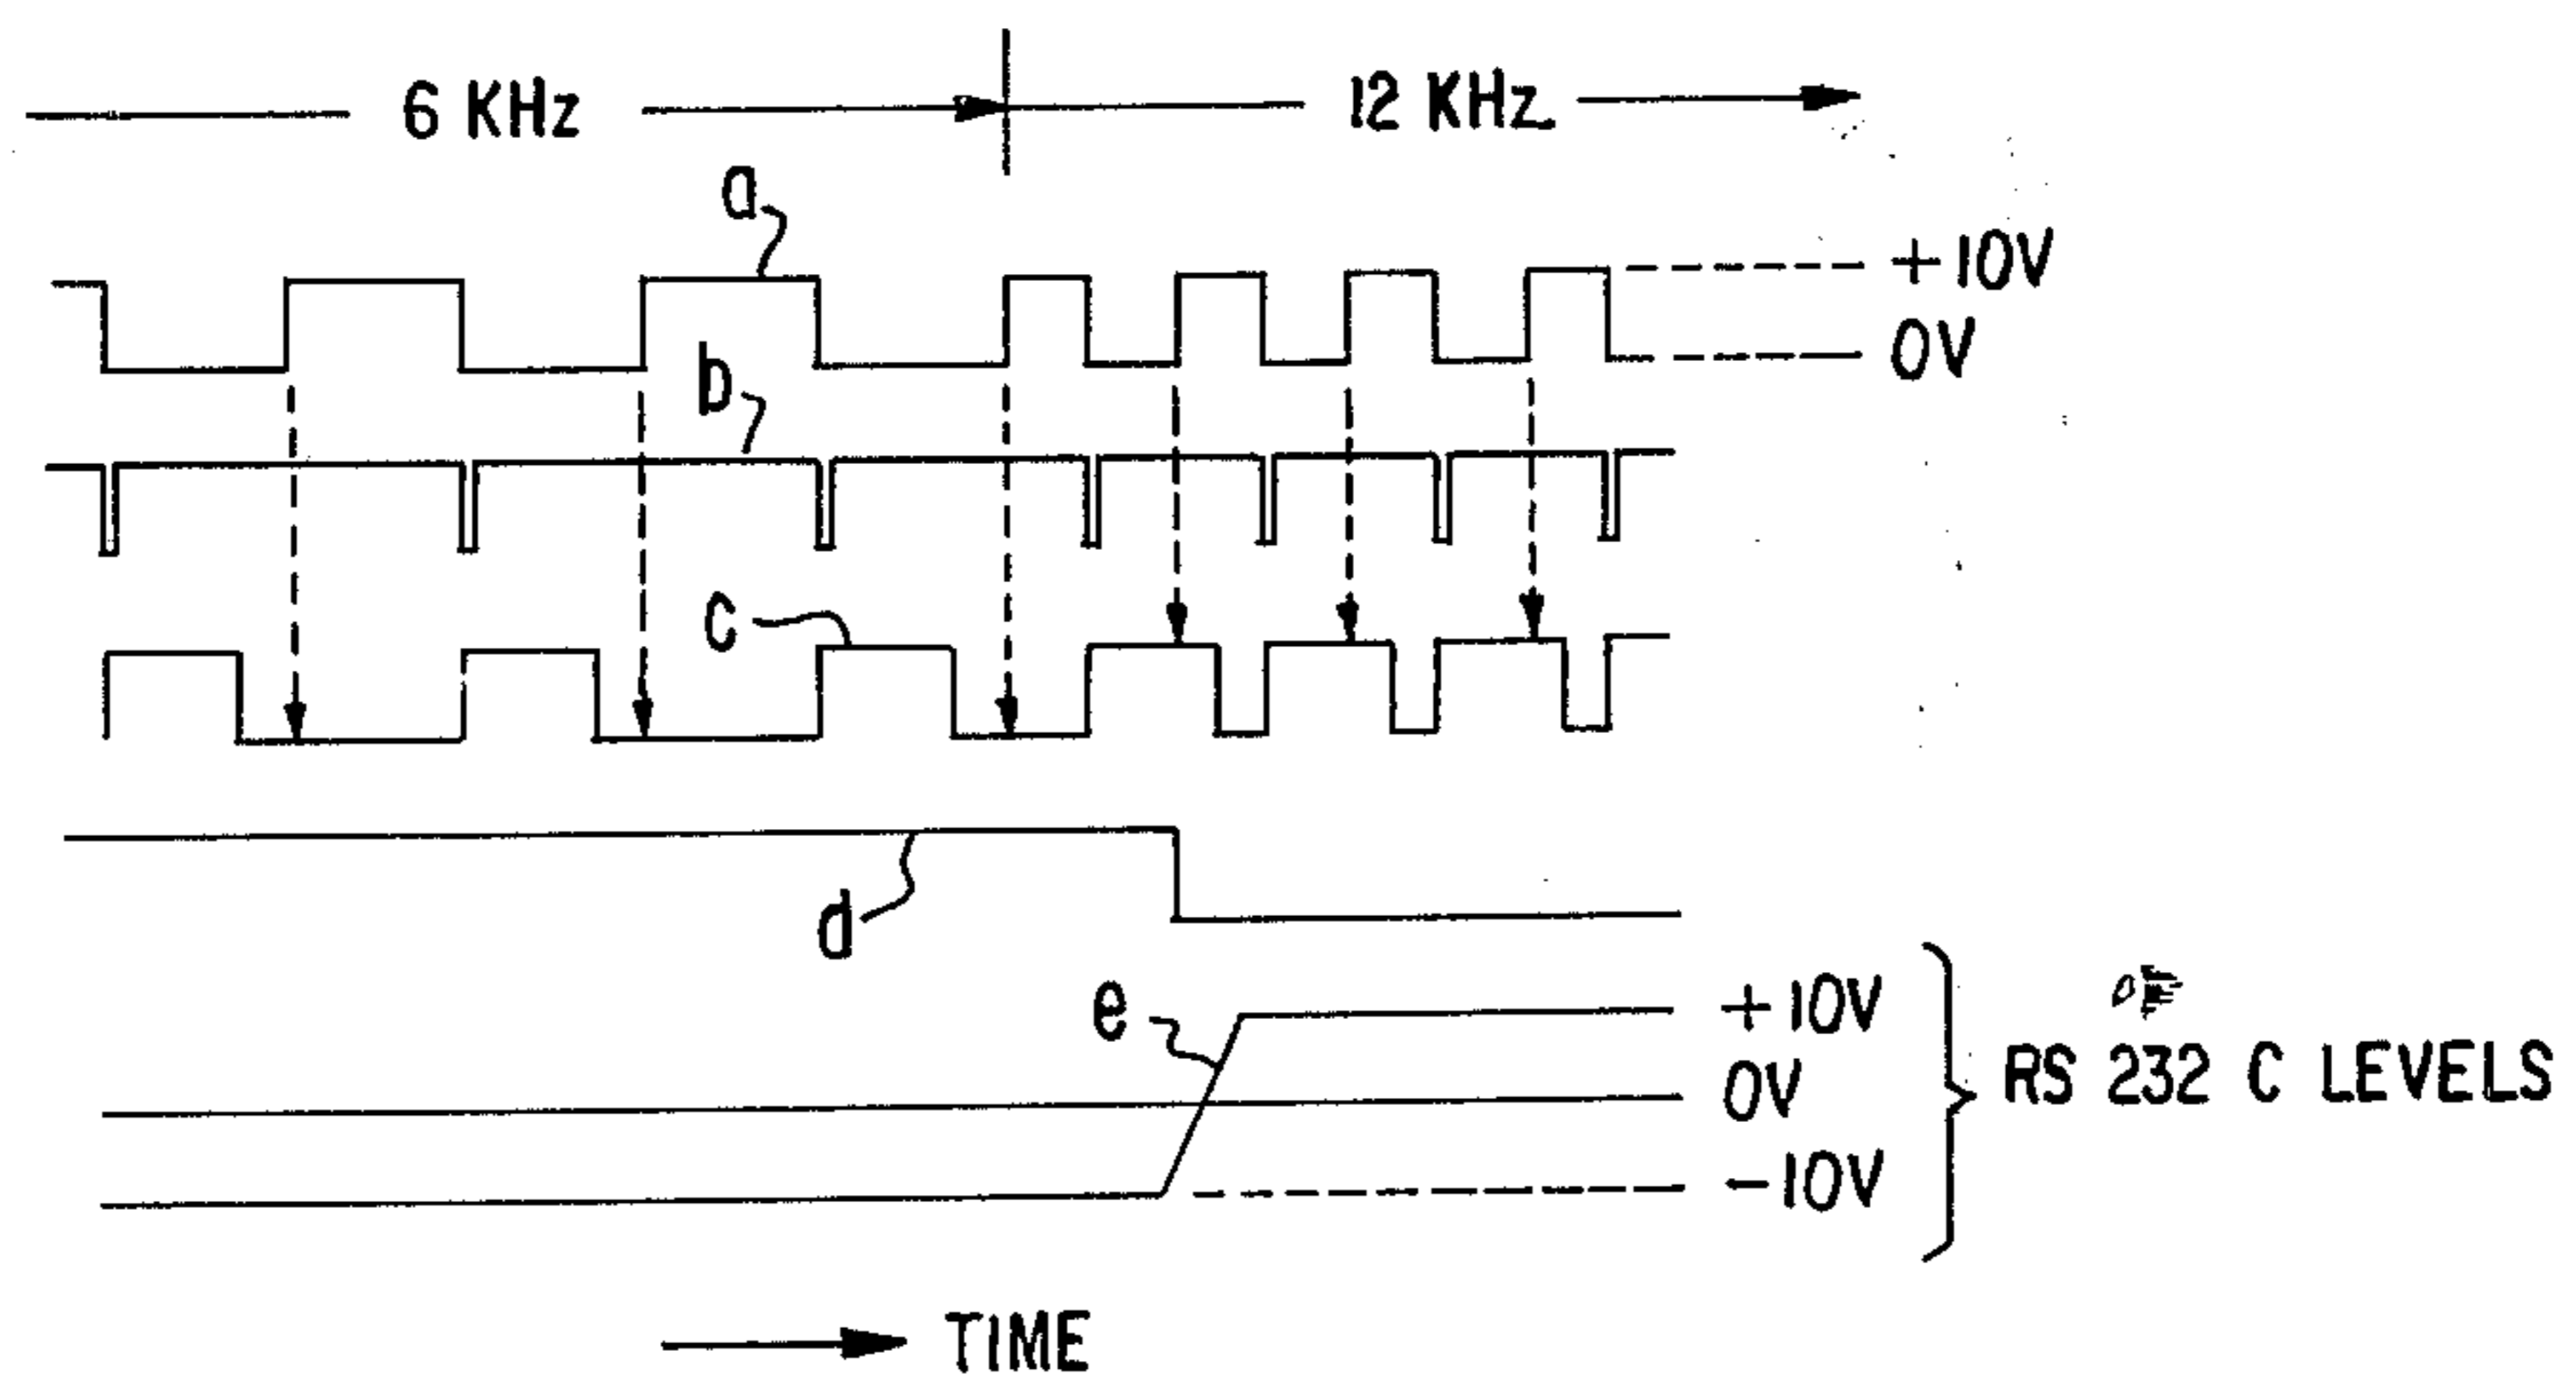 6 KHz
12 KHz.
a
+10V
0V
b
c
d
e
+10V
0V
-10V
RS 232 C LEVELS
TIME